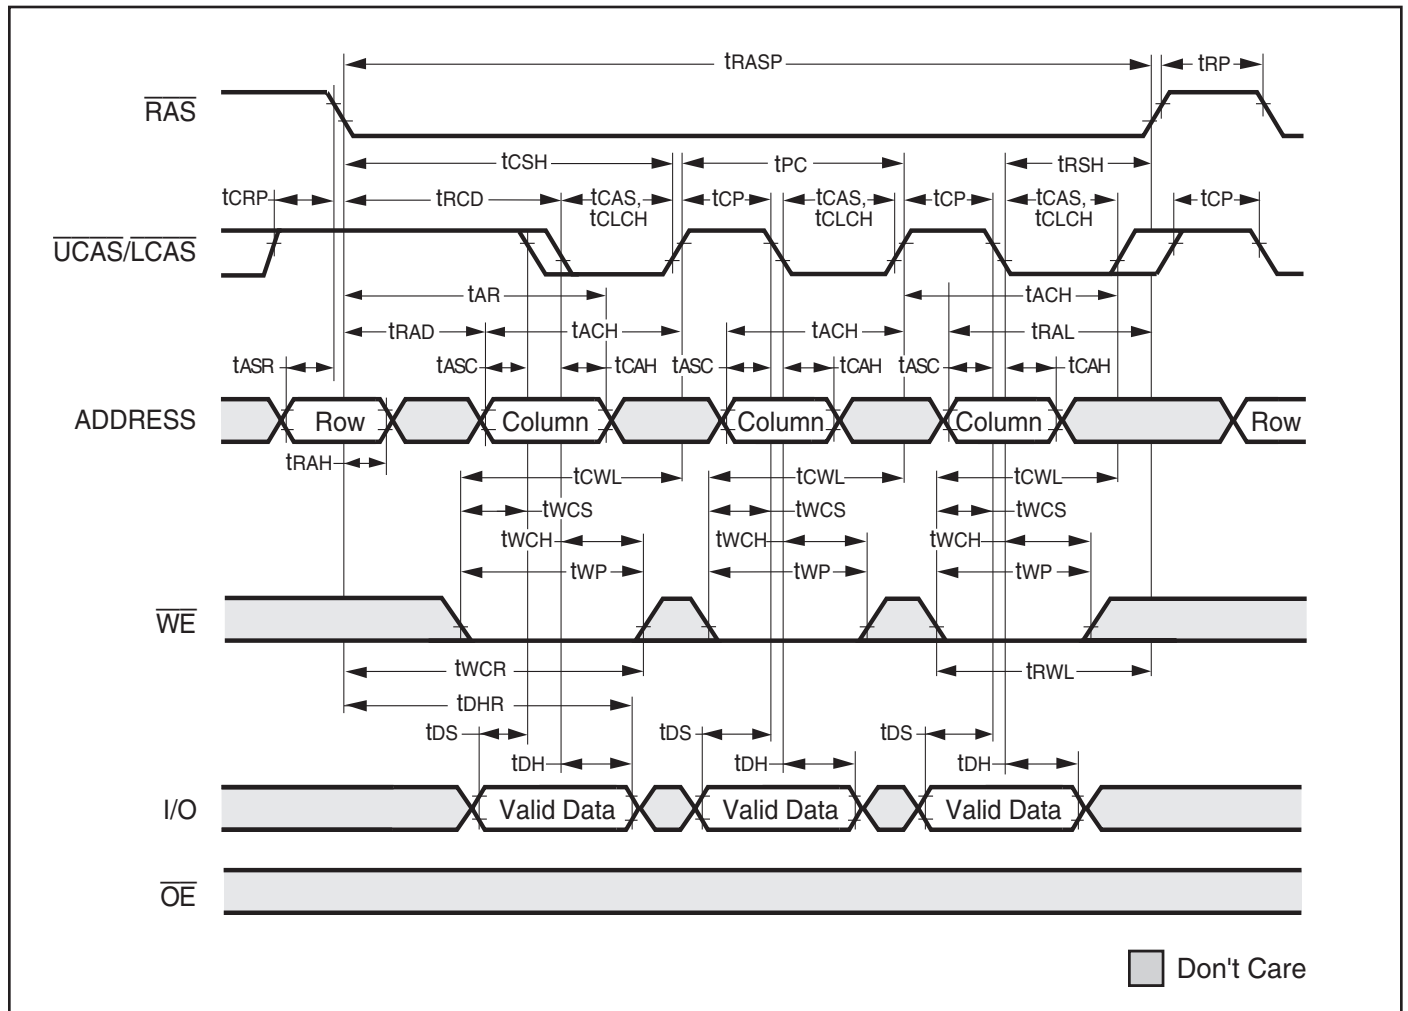 tRASP tRP
RAS
tCSH tPC tRSH
tCRP tRCD tCAS, tCLCH tCP tCAS, tCLCH tCP tCAS, tCLCH tCP
UCAS/LCAS
tAR tACH
tRAD tACH tACH tRAL
tASR tASC tCAH tASC tCAH tASC tCAH
ADDRESS Row Column Column Column Row
tRAH
tCWL tCWL tCWL
tWCS tWCS tWCS
tWCH tWCH tWCH
tWP tWP tWP
WE
tWCR tRWL
tDHR
tDS tDS tDS
tDH tDH tDH
I/O Valid Data Valid Data Valid Data
OE
Don't Care